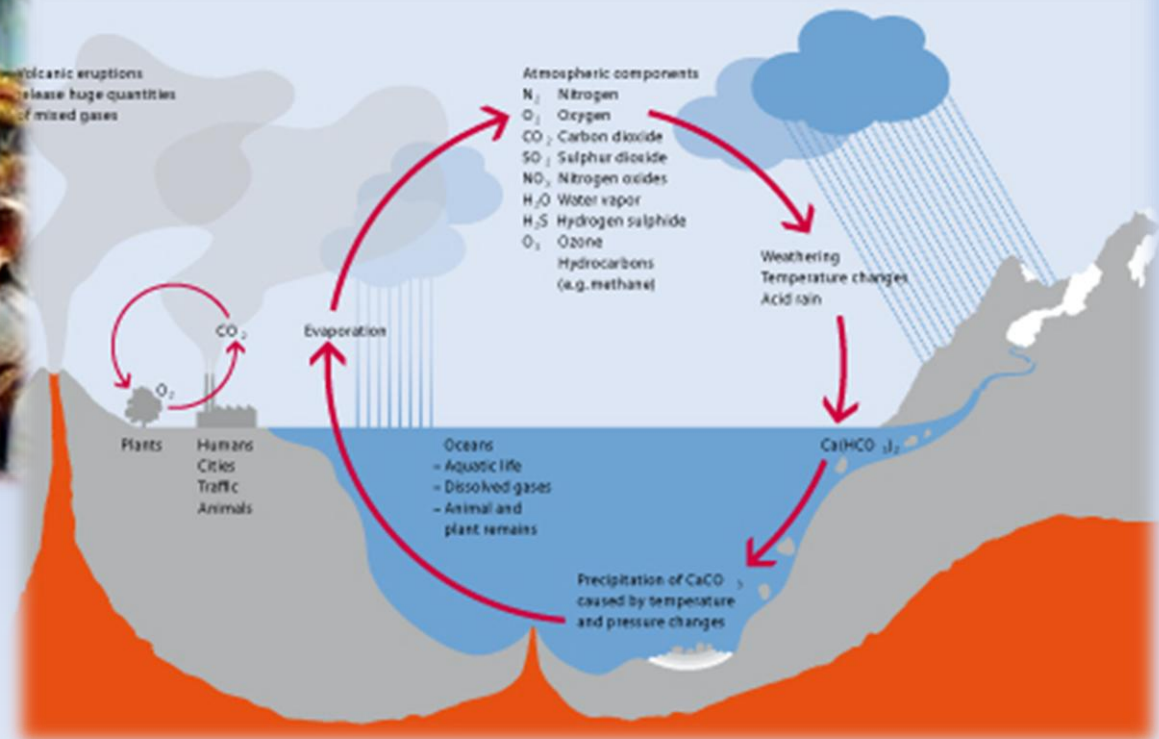 Volcanic eruptions
release huge quantities
of mixed gases
Atmospheric components
N₂ Nitrogen
O₂ Oxygen
CO₂ Carbon dioxide
SO₂ Sulphur dioxide
NOₓ Nitrogen oxides
H₂O Water vapor
H₂S Hydrogen sulphide
O₃ Ozone
Hydrocarbons
(e.g. methane)
Weathering
Temperature changes
Acid rain
CO₂
Evaporation
O₂
Plants
Humans
Cities
Traffic
Animals
Oceans
– Aquatic life
– Dissolved gases
– Animal and
plant remains
Ca(HCO₃)₂
Precipitation of CaCO₃
caused by temperature
and pressure changes